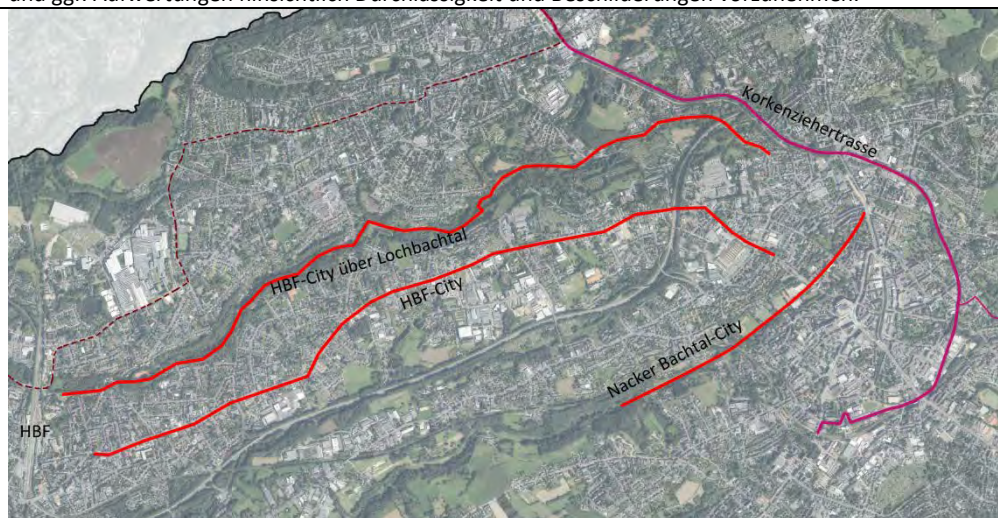 und ggf. Aufwertungen hinsichtlich Durchlässigkeit und Beschilderungen vorzunehmen.
Korkenziehertrasse
HBF-City über Lochbachtal
HBF-City
Nacker Bachtal-City
HBF